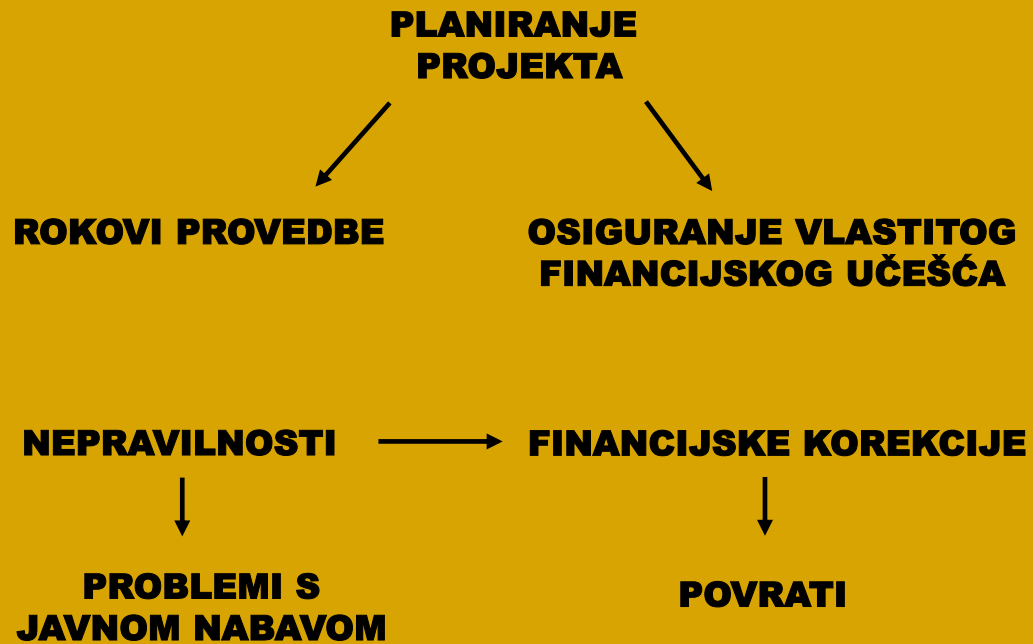 PLANIRANJE
PROJEKTA
ROKOVI PROVEDBE
OSIGURANJE VLASTITOG
FINANCIJSKOG UČEŠĆA
NEPRAVILNOSTI
FINANCIJSKE KOREKCIJE
PROBLEMI S
JAVNOM NABAVOM
POVRATI